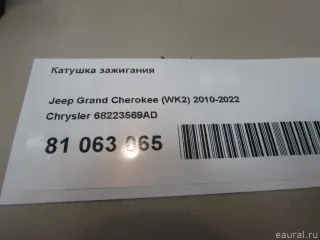 Катушка зажигания
Jeep Grand Cherokee (WK2) 2010-2022
Chrysler 68223569AD
81 063 065
eaural.ru